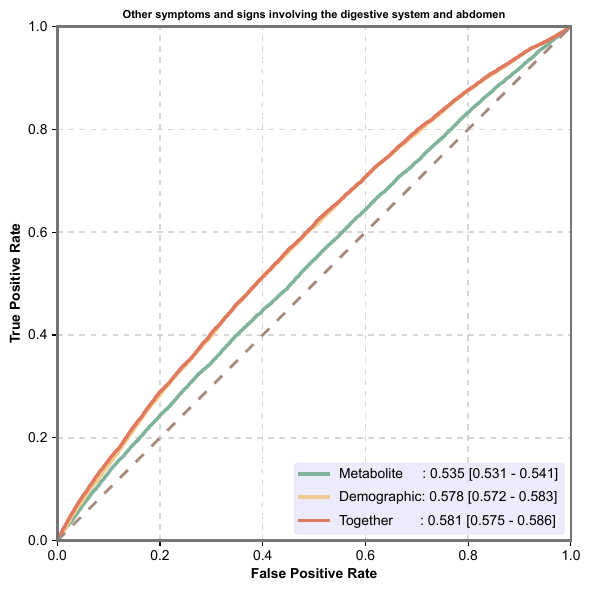 Other symptoms and signs involving the digestive system and abdomen
1.0
0.8
0.6
0.4
0.2
0.0
True Positive Rate
Metabolite : 0.535 [0.531 - 0.541]
Demographic: 0.578 [0.572 - 0.583]
Together : 0.581 [0.575 - 0.586]
0.0 0.2 0.4 0.6 0.8 1.0
False Positive Rate